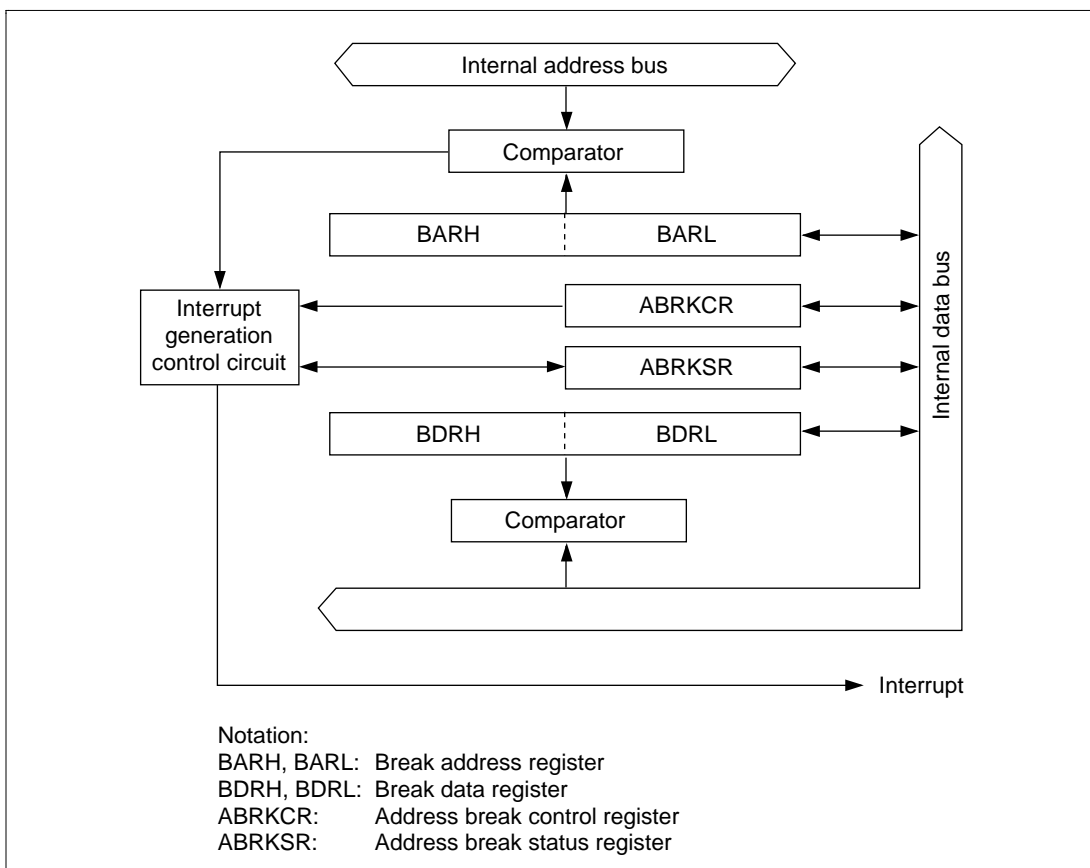 Internal address bus
Comparator
BARH BARL
Interrupt
generation
control circuit
ABRKCR
ABRKSR
Internal data bus
BDRH BDRL
Comparator
Interrupt
Notation:
BARH, BARL: Break address register
BDRH, BDRL: Break data register
ABRKCR: Address break control register
ABRKSR: Address break status register